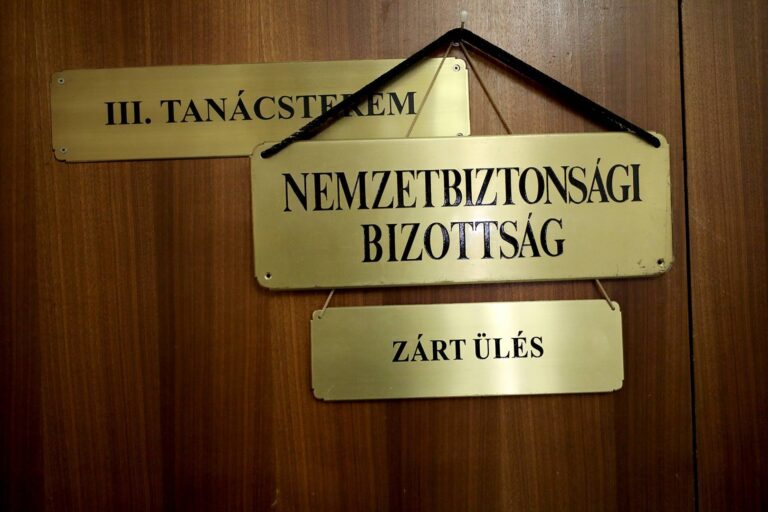 III. TANÁCSTEREM
NEMZETBIZTONSÁGI
BIZOTTSÁG
ZÁRT ÜLÉS